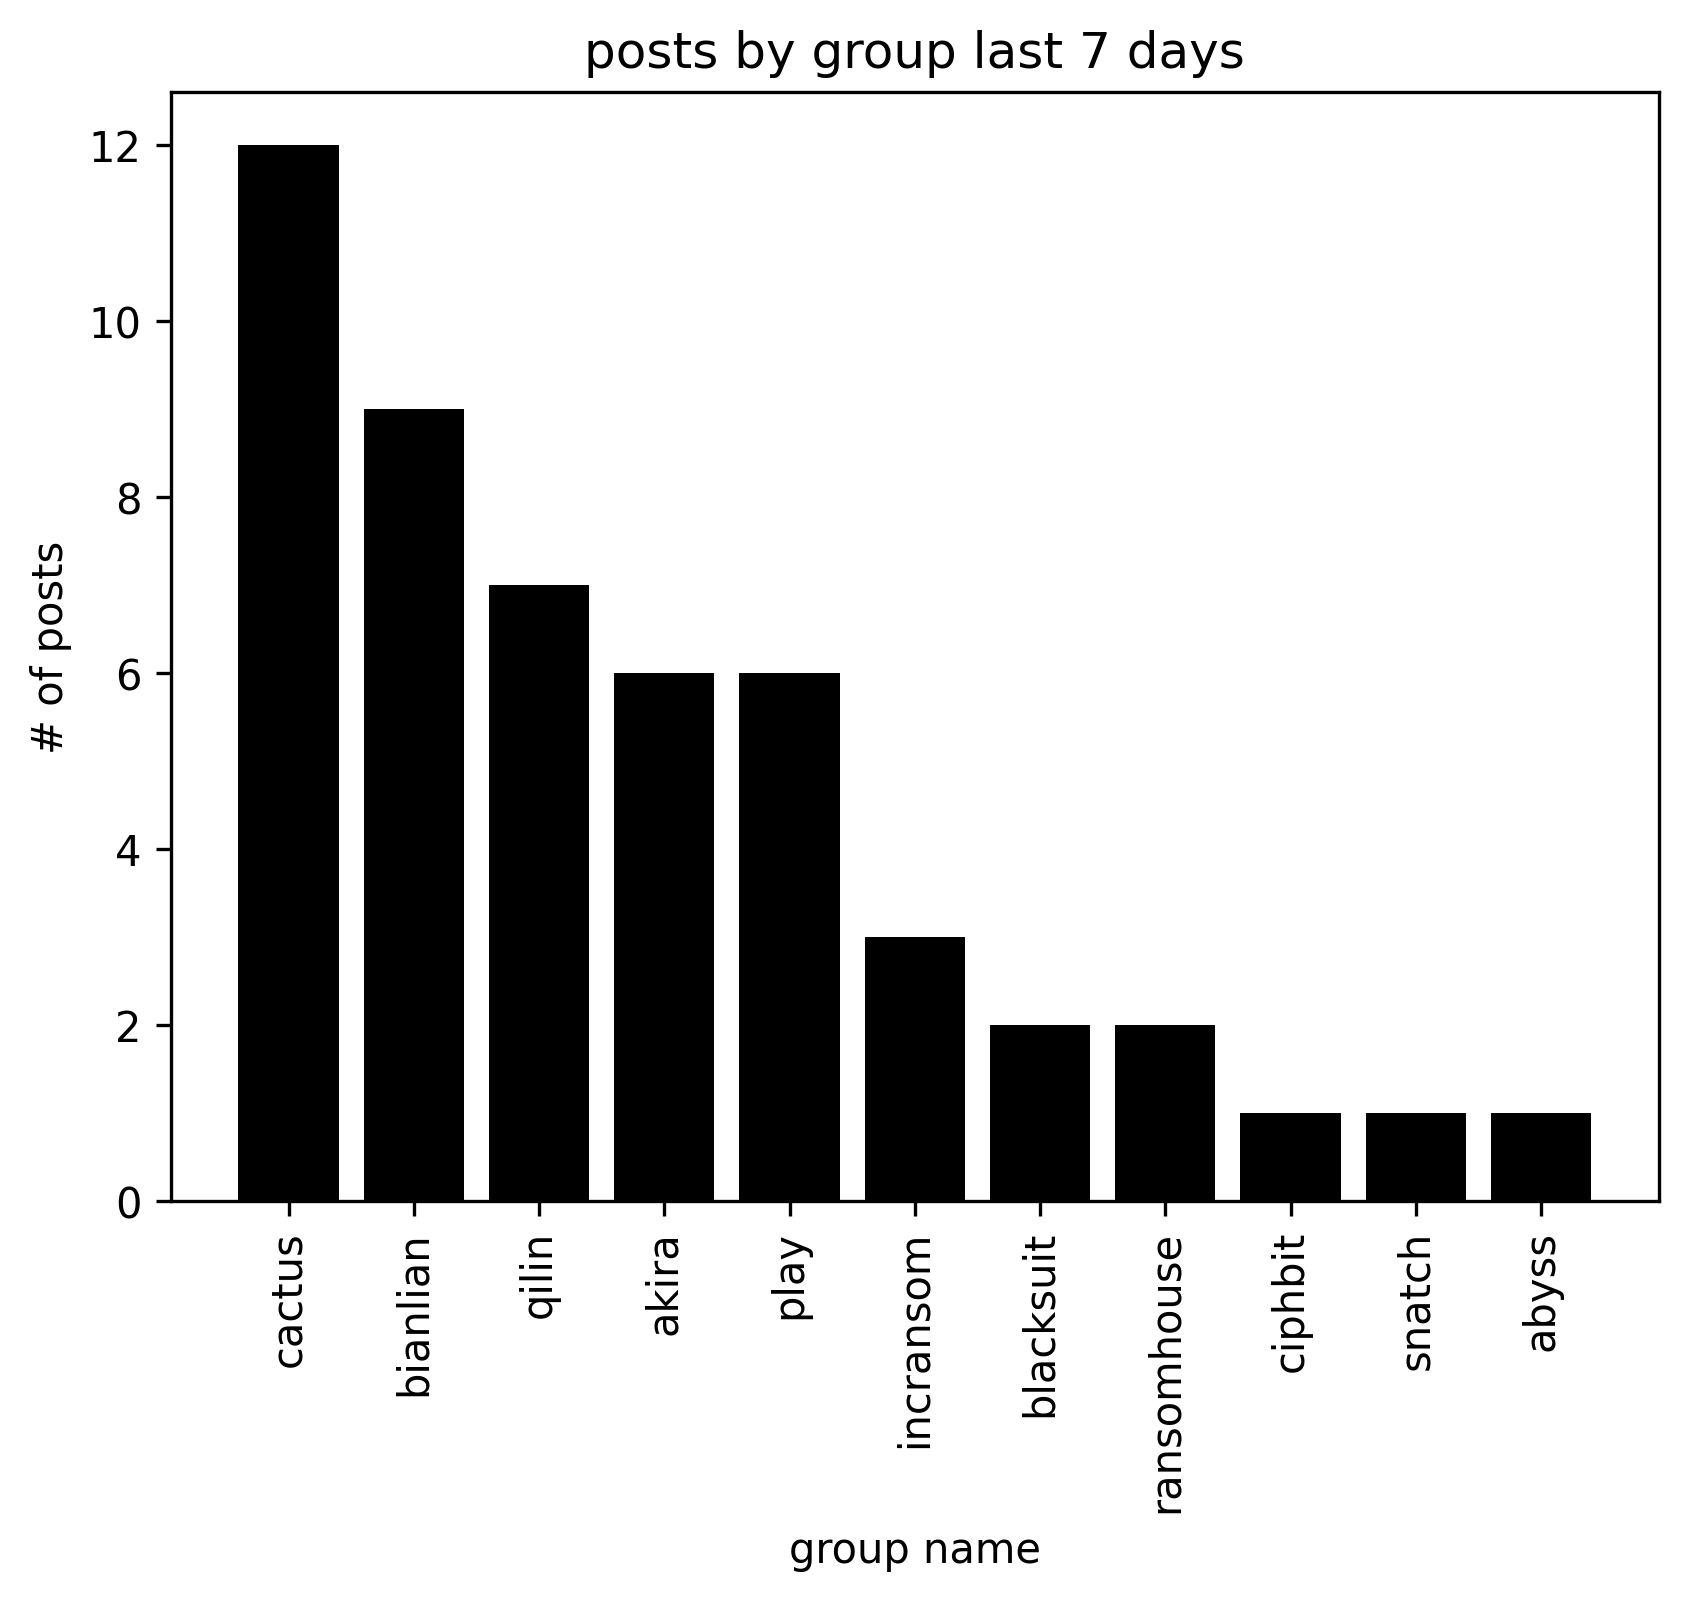 posts by group last 7 days
12
10
8
6
4
2
0
# of posts
cactus
bianlian
qilin
akira
play
incransom
blacksuit
ransomhouse
ciphbit
snatch
abyss
group name